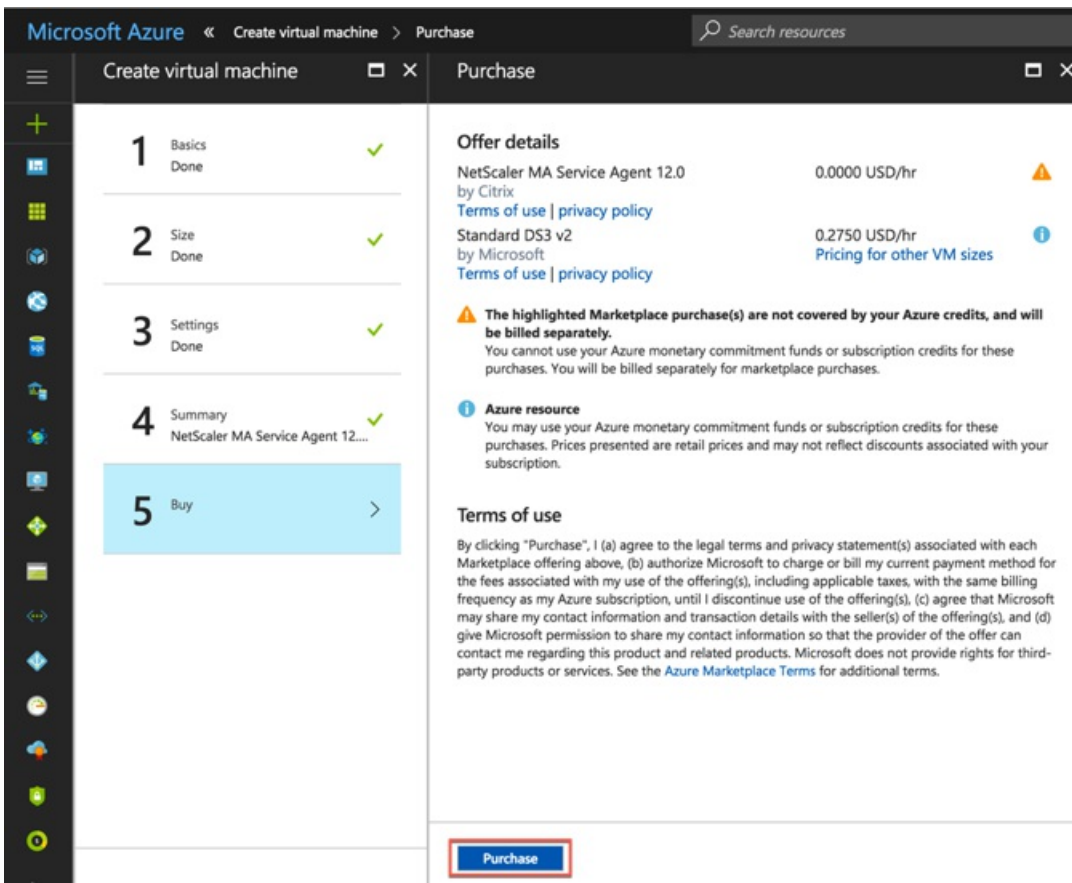 Microsoft Azure « Create virtual machine > Purchase
Search resources
Create virtual machine
1 Basics
Done
2 Size
Done
3 Settings
Done
4 Summary
NetScaler MA Service Agent 12....
5 Buy
Purchase
Offer details
NetScaler MA Service Agent 12.0 0.0000 USD/hr
by Citrix
Terms of use | privacy policy
Standard DS3 v2 0.2750 USD/hr
by Microsoft Pricing for other VM sizes
Terms of use | privacy policy
The highlighted Marketplace purchase(s) are not covered by your Azure credits, and will
be billed separately.
You cannot use your Azure monetary commitment funds or subscription credits for these
purchases. You will be billed separately for marketplace purchases.
Azure resource
You may use your Azure monetary commitment funds or subscription credits for these
purchases. Prices presented are retail prices and may not reflect discounts associated with your
subscription.
Terms of use
By clicking "Purchase", I (a) agree to the legal terms and privacy statement(s) associated with each
Marketplace offering above, (b) authorize Microsoft to charge or bill my current payment method for
the fees associated with my use of the offering(s), including applicable taxes, with the same billing
frequency as my Azure subscription, until I discontinue use of the offering(s), (c) agree that Microsoft
may share my contact information and transaction details with the seller(s) of the offering(s), and (d)
give Microsoft permission to share my contact information so that the provider of the offer can
contact me regarding this product and related products. Microsoft does not provide rights for third-
party products or services. See the Azure Marketplace Terms for additional terms.
Purchase